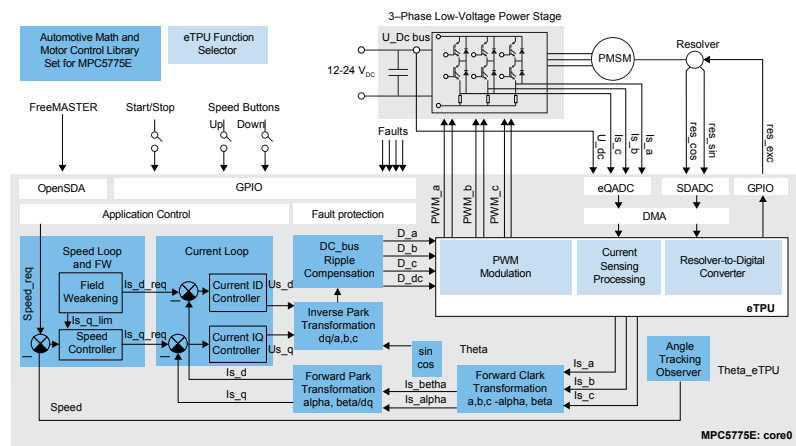 3–Phase Low-Voltage Power Stage
Automotive Math and
Motor Control Library
Set for MPC5775E
eTPU Function
Selector
U_Dc bus
12-24 VDC
PMSM
Resolver
FreeMASTER
Start/Stop
Speed Buttons
Up
Down
Faults
PWM_a
PWM_b
PWM_c
U_dc
Is_c
Is_b
Is_a
res_cos
res_sin
res_exc
OpenSDA
GPIO
eQADC
SDADC
GPIO
Application Control
Fault protection
DMA
Speed Loop
and FW
Current Loop
DC_bus
Ripple
Compensation
D_a
D_b
D_c
D_dc
PWM
Modulation
Current
Sensing
Processing
Resolver-to-Digital
Converter
eTPU
Speed_req
Field
Weakening
Is_d_req
Current ID
Controller
Us_d
Is_q_lim
Speed
Controller
Is_q_req
Current IQ
Controller
Us_q
Inverse Park
Transformation
dq/a,b,c
sin
cos
Theta
Is_a
Is_b
Is_c
Angle
Tracking
Observer
Theta_eTPU
Is_d
Is_q
Forward Park
Transformation
alpha, beta/dq
Is_betha
Is_alpha
Forward Clark
Transformation
a,b,c -alpha, beta
Speed
MPC5775E: core0